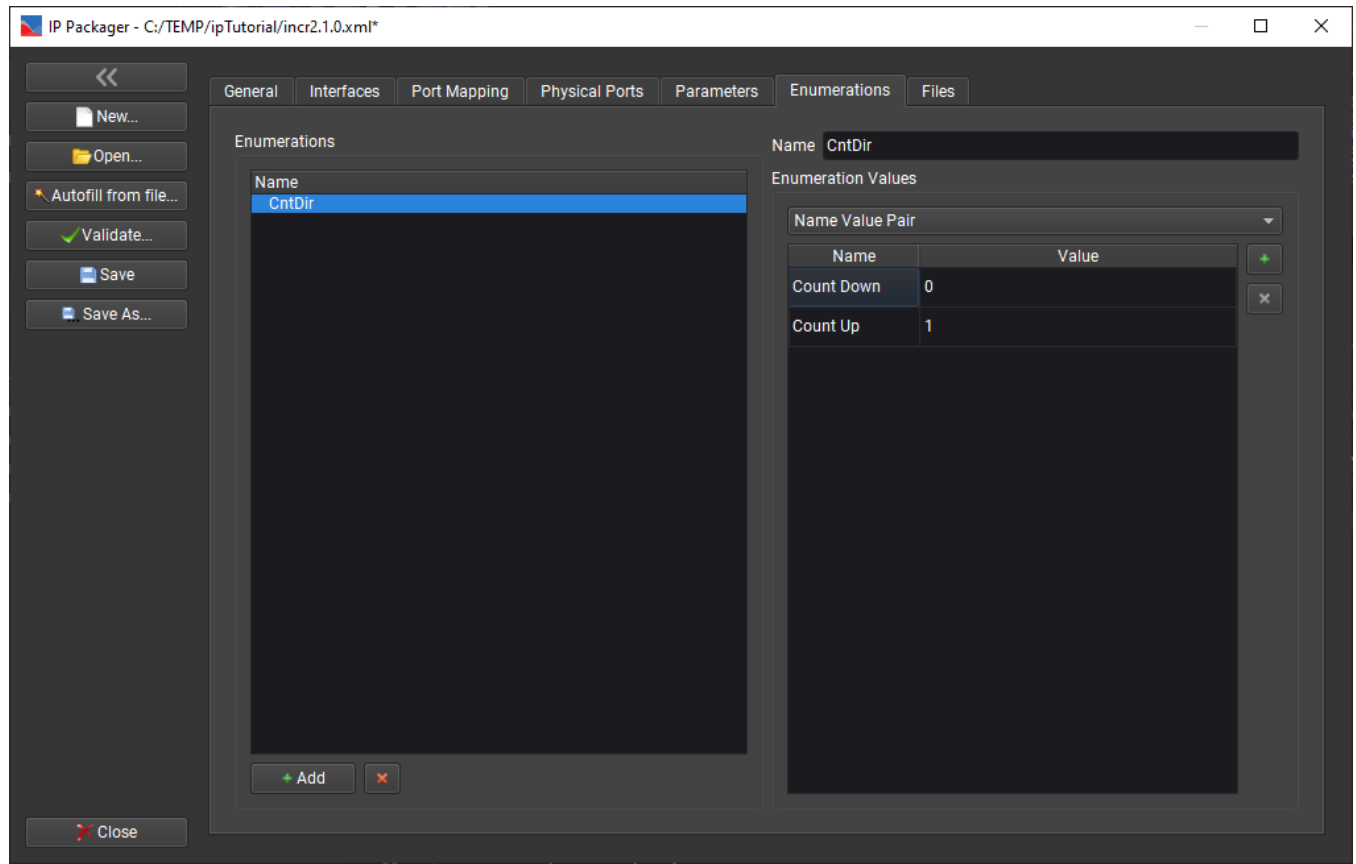 IP Packager - C:/TEMP/ipTutorial/incr2.1.0.xml*
New...
Open...
Autofill from file...
Validate...
Save
Save As...
Close
General Interfaces Port Mapping Physical Ports Parameters Enumerations Files
Enumerations
Name
CntDir
Add
Name CntDir
Enumeration Values
Name Value Pair
Name Value
Count Down 0
Count Up 1